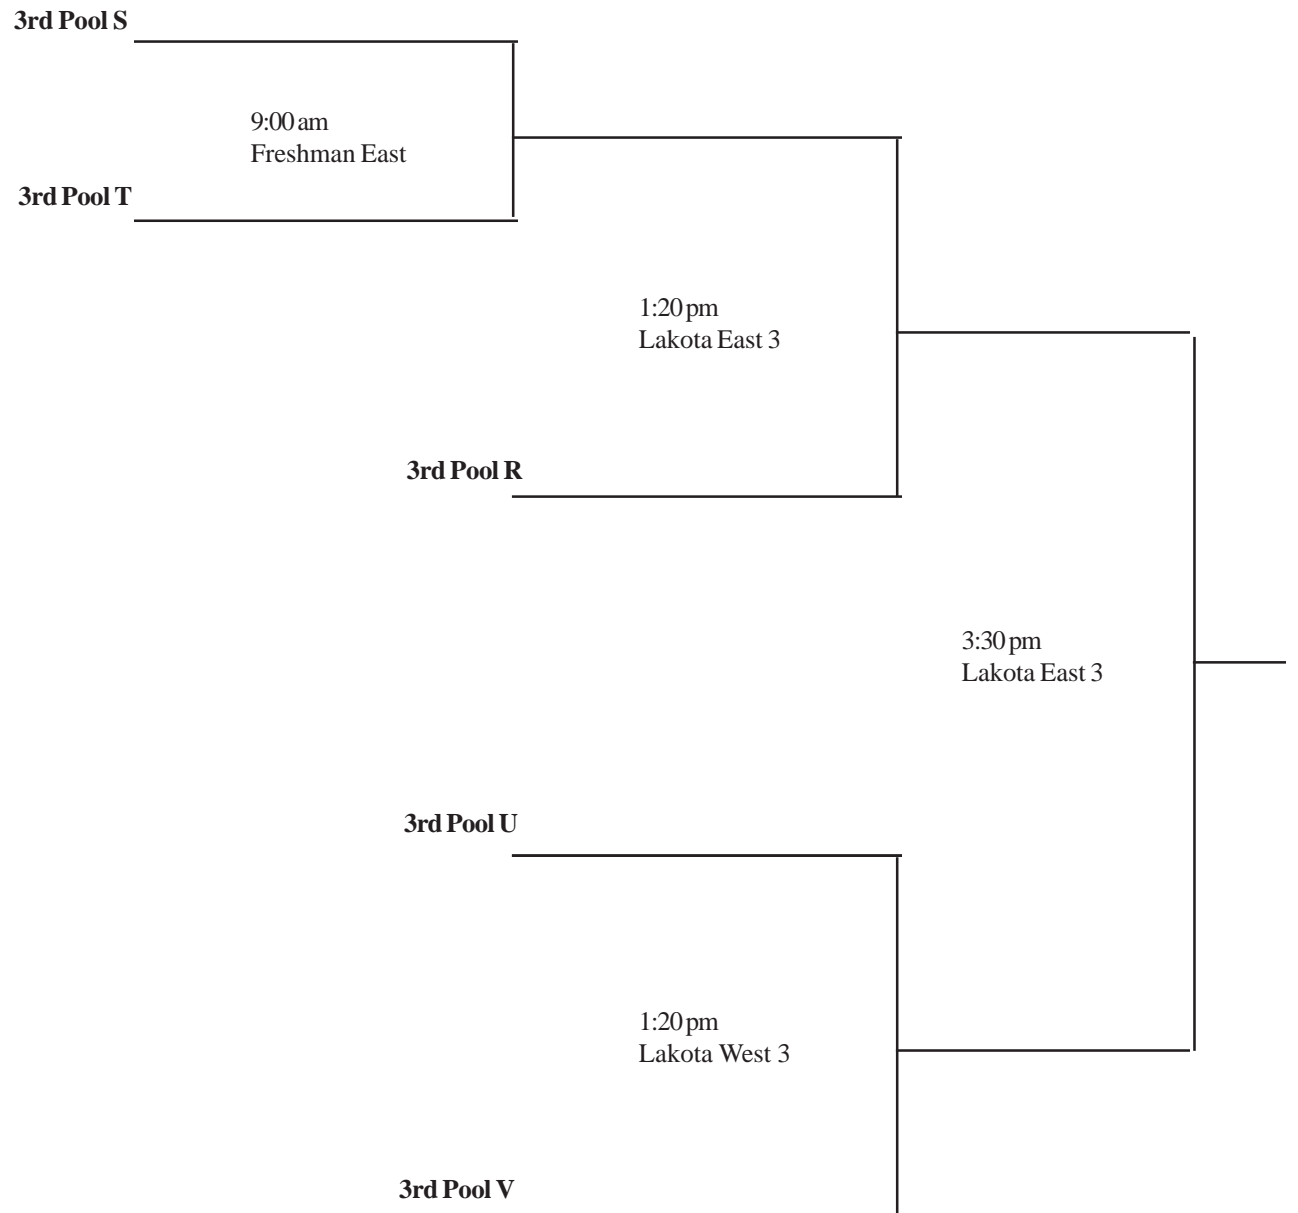 3rd Pool S
9:00 am
Freshman East
3rd Pool T
1:20 pm
Lakota East 3
3rd Pool R
3:30 pm
Lakota East 3
3rd Pool U
1:20 pm
Lakota West 3
3rd Pool V